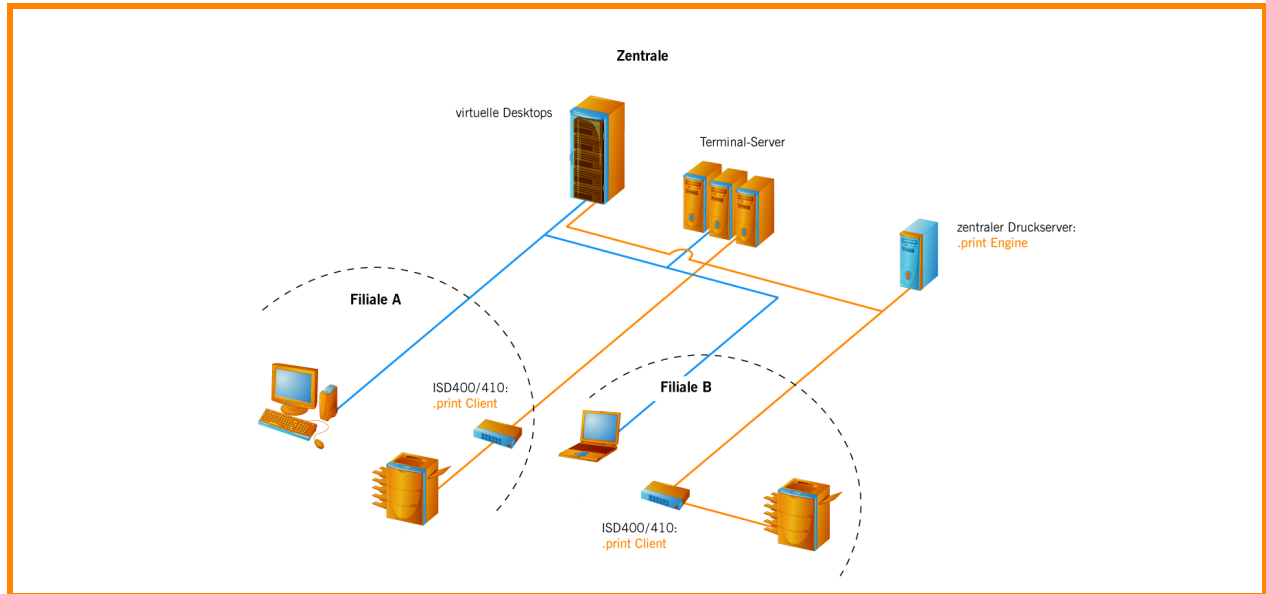 Zentrale
virtuelle Desktops
Terminal-Server
zentraler Druckserver:
.print Engine
Filiale A
ISD400/410:
.print Client
Filiale B
ISD400/410:
.print Client